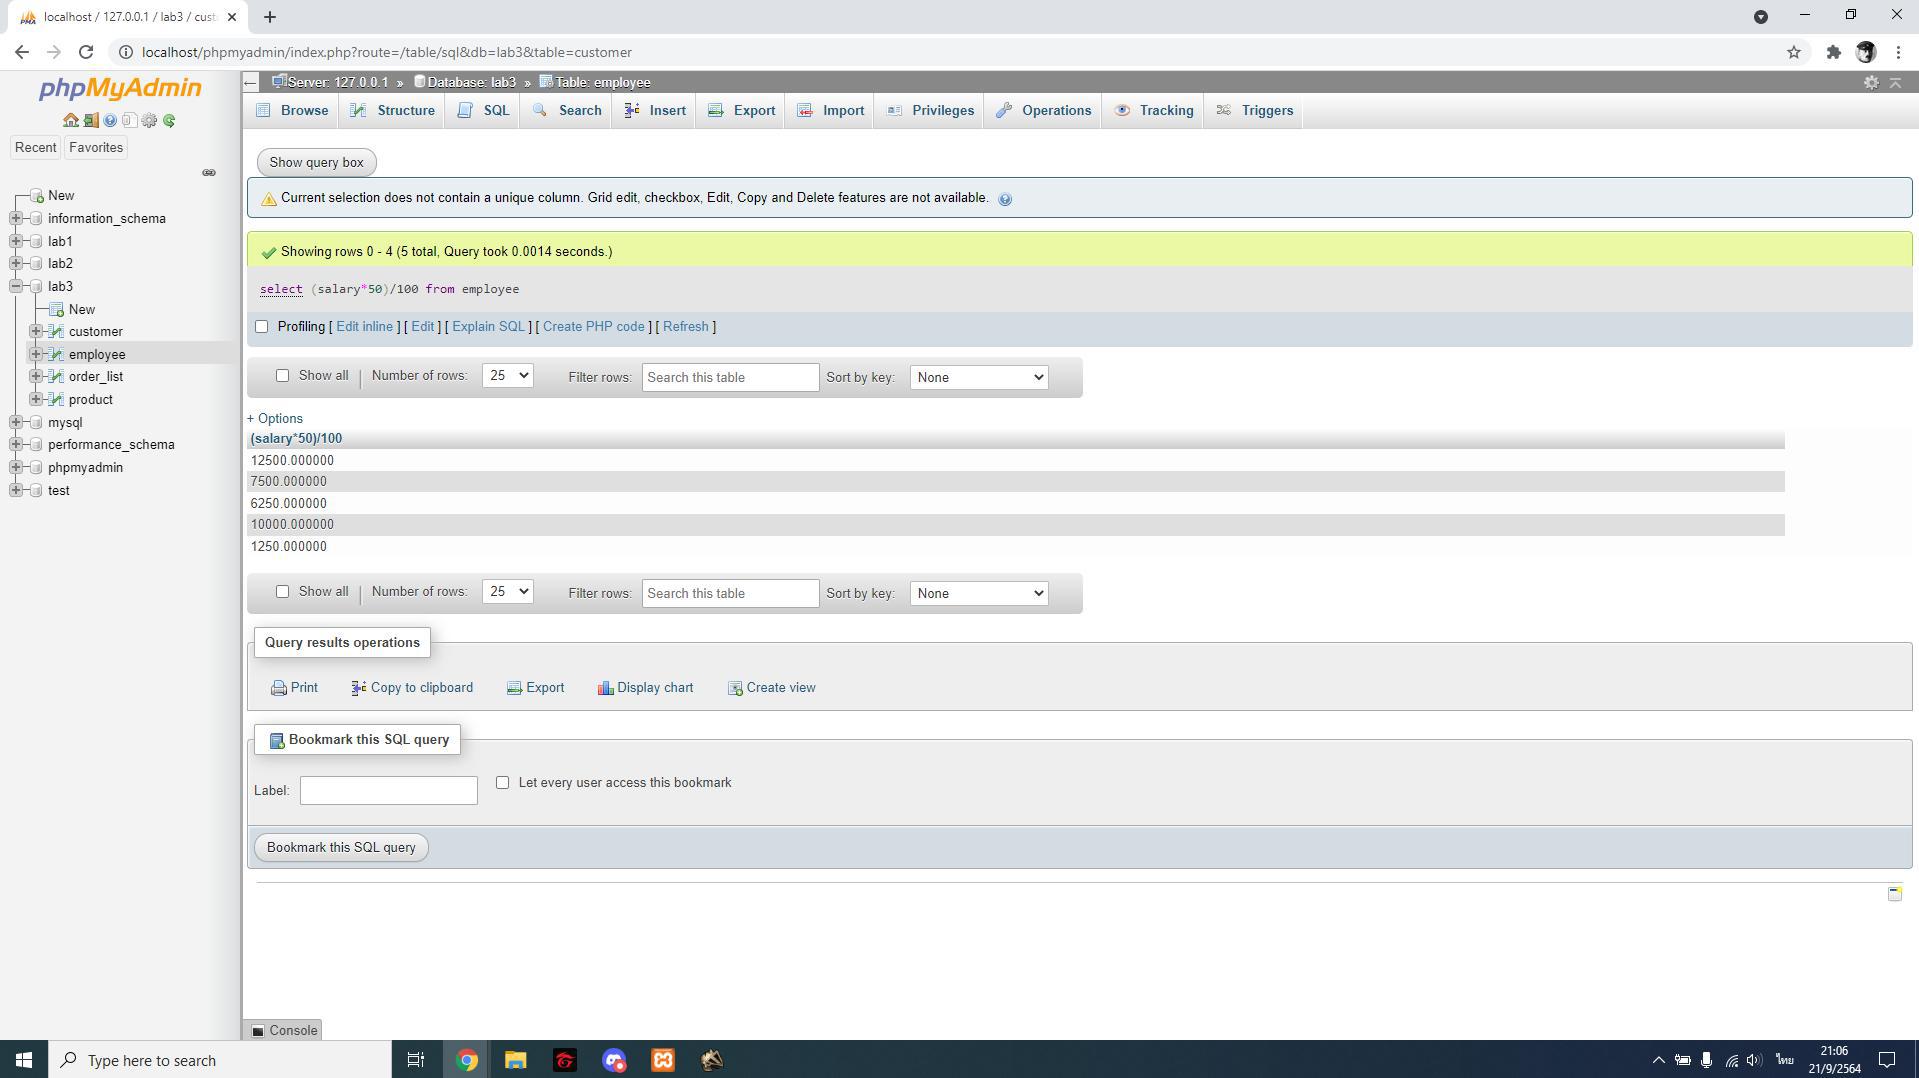 localhost / 127.0.0.1 / lab3 / cust
localhost/phpmyadmin/index.php?route=/table/sql&db=lab3&table=customer
phpMyAdmin
Recent Favorites
New
information_schema
lab1
lab2
lab3
New
customer
employee
order_list
product
mysql
performance_schema
phpmyadmin
test
Server: 127.0.0.1 » Database: lab3 » Table: employee
Browse Structure SQL Search Insert Export Import Privileges Operations Tracking Triggers
Show query box
Current selection does not contain a unique column. Grid edit, checkbox, Edit, Copy and Delete features are not available.
Showing rows 0 - 4 (5 total, Query took 0.0014 seconds.)
select (salary*50)/100 from employee
Profiling [ Edit inline ] [ Edit ] [ Explain SQL ] [ Create PHP code ] [ Refresh ]
Show all | Number of rows: 25 Filter rows: Search this table Sort by key: None
+ Options
(salary*50)/100
12500.000000
7500.000000
6250.000000
10000.000000
1250.000000
Show all | Number of rows: 25 Filter rows: Search this table Sort by key: None
Query results operations
Print Copy to clipboard Export Display chart Create view
Bookmark this SQL query
Label: Let every user access this bookmark
Bookmark this SQL query
Console
Type here to search
ไทย
21:06
21/9/2564